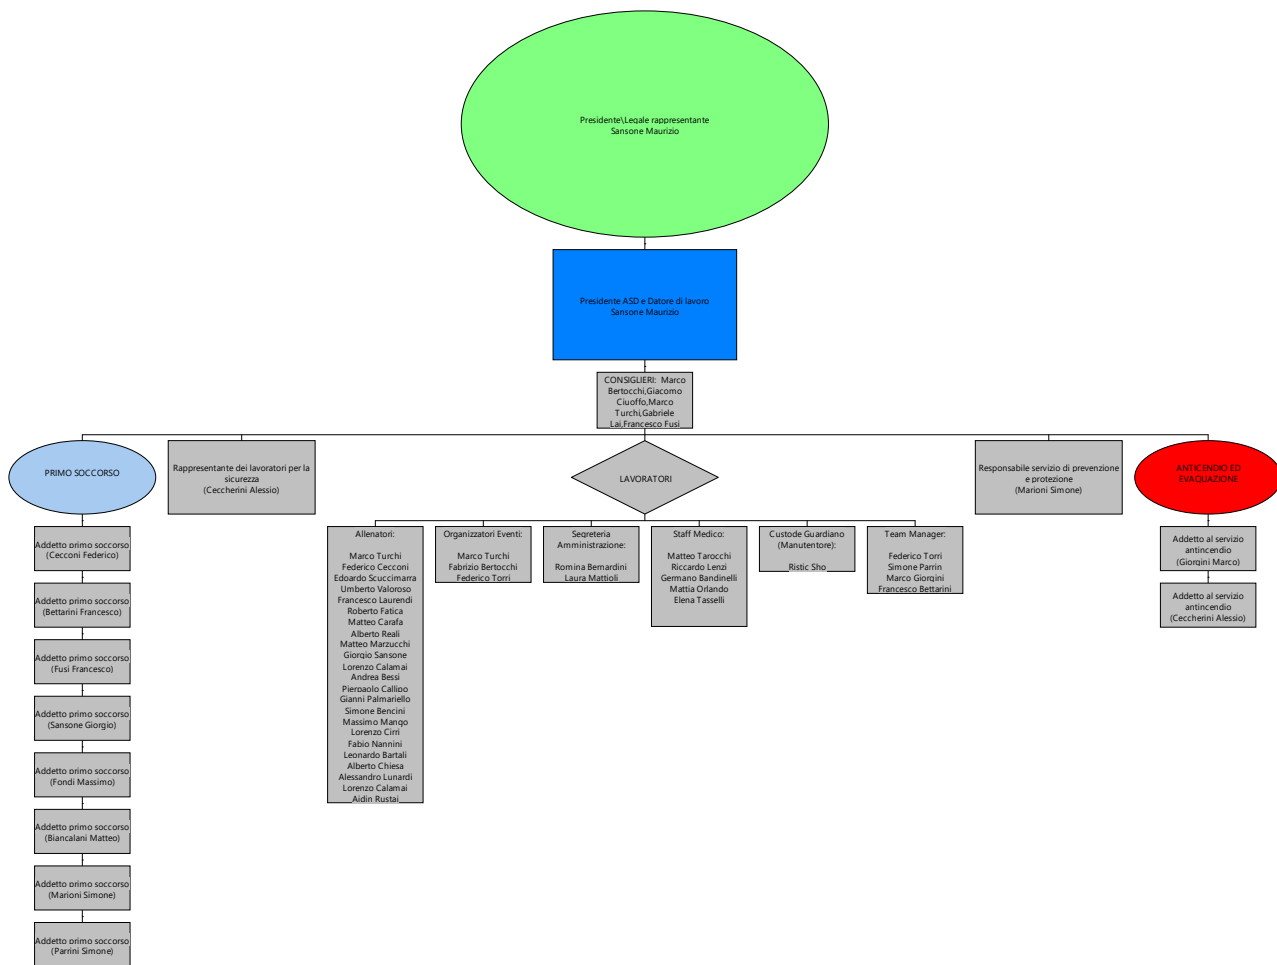 Presidente\Legale rappresentante
Sansone Maurizio
Presidente ASD e Datore di lavoro
Sansone Maurizio
CONSIGLIERI: Marco
Bertocchi,Giacomo
Ciuoffo,Marco
Turchi,Gabriele
Lai,Francesco Fusi
PRIMO SOCCORSO
Rappresentante dei lavoratori per la
sicurezza
(Ceccherini Alessio)
LAVORATORI
Responsabile servizio di prevenzione
e protezione
(Marioni Simone)
ANTICENDIO ED
EVAQUAZIONE
Addetto primo soccorso
(Cecconi Federico)
Addetto primo soccorso
(Bettarini Francesco)
Addetto primo soccorso
(Fusi Francesco)
Addetto primo soccorso
(Sansone Giorgio)
Addetto primo soccorso
(Fondi Massimo)
Addetto primo soccorso
(Biancalani Matteo)
Addetto primo soccorso
(Marioni Simone)
Addetto primo soccorso
(Parrini Simone)
Allenatori:
Marco Turchi
Federico Cecconi
Edoardo Scuccimarra
Umberto Valoroso
Francesco Laurendi
Roberto Fatica
Matteo Carafa
Alberto Reali
Matteo Marzucchi
Giorgio Sansone
Lorenzo Calamai
Andrea Bessi
Pierpaolo Callipo
Gianni Palmariello
Simone Bencini
Massimo Mango
Lorenzo Cirri
Fabio Nannini
Leonardo Bartali
Alberto Chiesa
Alessandro Lunardi
Lorenzo Calamai
Aidin Rustai
Organizzatori Eventi:
Marco Turchi
Fabrizio Bertocchi
Federico Torri
Segreteria
Amministrazione:
Romina Bernardini
Laura Mattioli
Staff Medico:
Matteo Tarocchi
Riccardo Lenzi
Germano Bandinelli
Mattia Orlando
Elena Tasselli
Custode Guardiano
(Manutentore):
Ristic Sho
Team Manager:
Federico Torri
Simone Parrin
Marco Giorgini
Francesco Bettarini
Addetto al servizio
antincendio
(Giorgini Marco)
Addetto al servizio
antincendio
(Ceccherini Alessio)